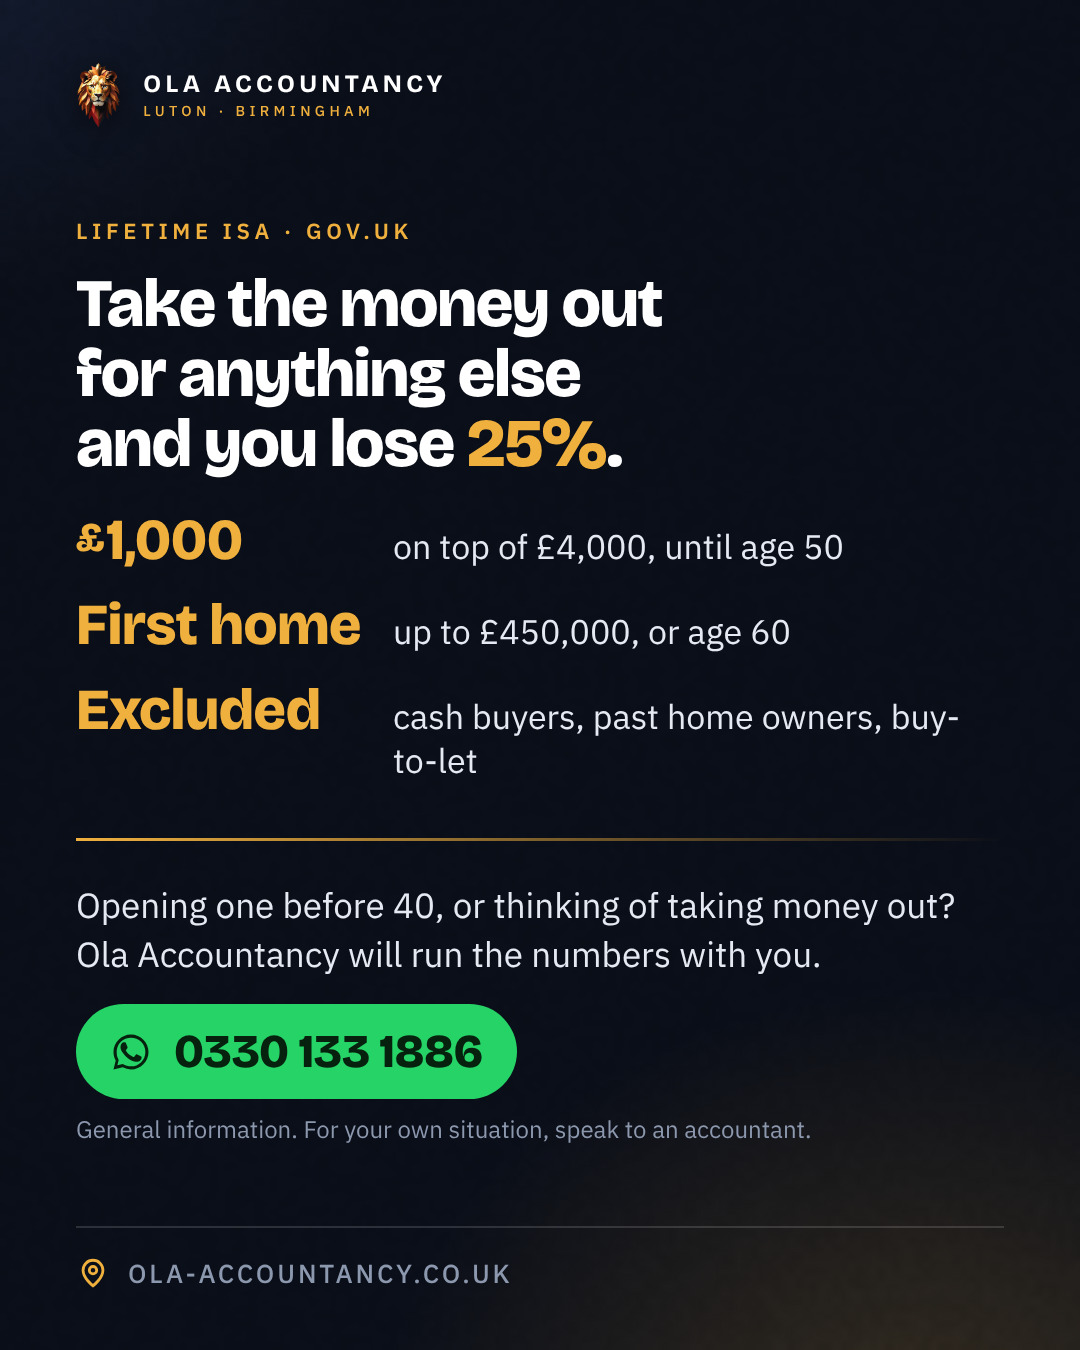 OLA ACCOUNTANCY
LUTON · BIRMINGHAM
LIFETIME ISA · GOV.UK
Take the money out
for anything else
and you lose 25%.
£1,000 on top of £4,000, until age 50
First home up to £450,000, or age 60
Excluded cash buyers, past home owners, buy-
to-let
Opening one before 40, or thinking of taking money out?
Ola Accountancy will run the numbers with you.
0330 133 1886
General information. For your own situation, speak to an accountant.
OLA-ACCOUNTANCY.CO.UK